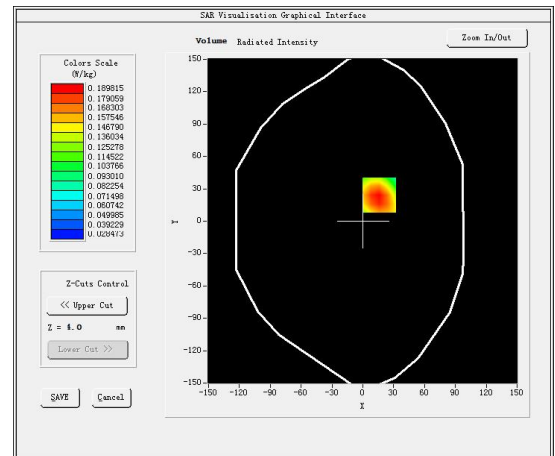 SAR Visualisation Graphical Interface
Volume Radiated Intensity
Zoom In/Out
Colors Scale
(W/kg)
0.189815
0.179059
0.168303
0.157546
0.146790
0.136034
0.125278
0.114522
0.103766
0.093010
0.082254
0.071498
0.060742
0.049985
0.039229
0.028473
150
120
90
60
30
Y
0
-30
-60
-90
-120
-150
-150 -120 -90 -60 -30 0 30 60 90 120 150
X
Z-Cuts Control
<< Upper Cut
Z = 4.0 mm
Lower Cut >>
SAVE Cancel